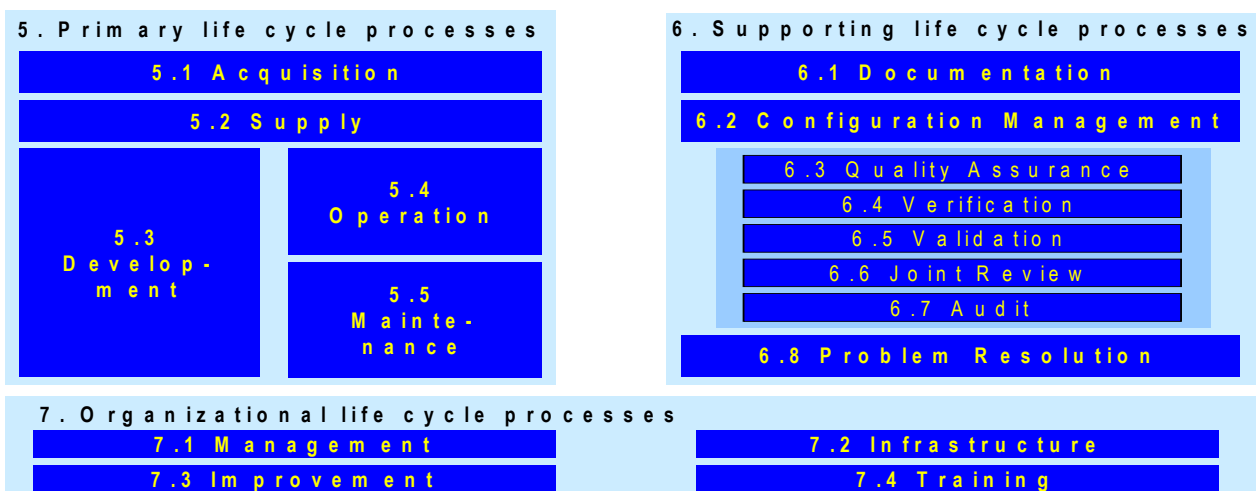 5. Primary life cycle processes
5.1 Acquisition
5.2 Supply
5.3
Develop-
ment
5.4
Operation
5.5
Mainte-
nance
6. Supporting life cycle processes
6.1 Documentation
6.2 Configuration Management
6.3 Quality Assurance
6.4 Verification
6.5 Validation
6.6 Joint Review
6.7 Audit
6.8 Problem Resolution
7. Organizational life cycle processes
7.1 Management
7.2 Infrastructure
7.3 Improvement
7.4 Training